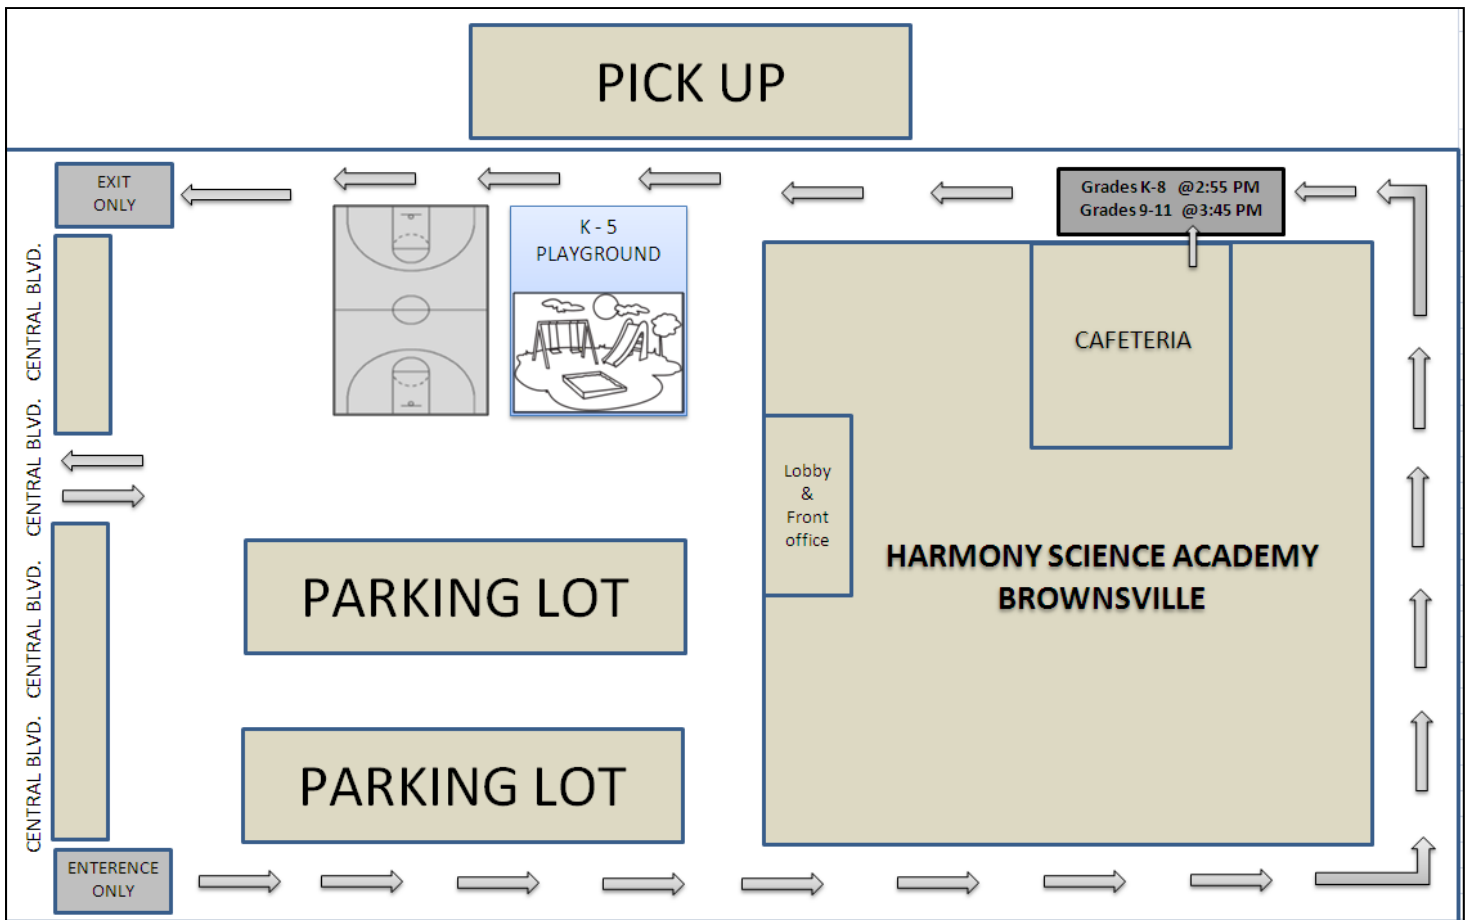 PICK UP
EXIT
ONLY
Grades K-8 @2:55 PM
Grades 9-11 @3:45 PM
K - 5
PLAYGROUND
CENTRAL BLVD.
CENTRAL BLVD.
CENTRAL BLVD.
CENTRAL BLVD.
CAFETERIA
Lobby
&
Front
office
HARMONY SCIENCE ACADEMY
BROWNSVILLE
PARKING LOT
PARKING LOT
ENTERENCE
ONLY